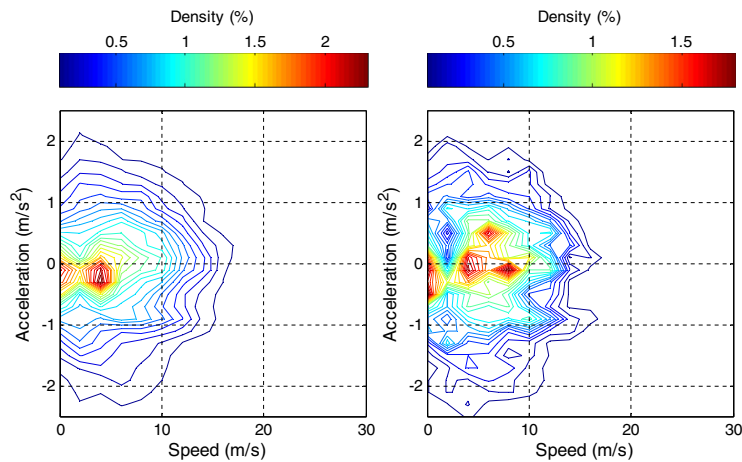 Density (%)
0.5 1 1.5 2
Acceleration (m/s²)
2
1
0
-1
-2
0 10 20 30
Speed (m/s)
Density (%)
0.5 1 1.5
Acceleration (m/s²)
2
1
0
-1
-2
0 10 20 30
Speed (m/s)